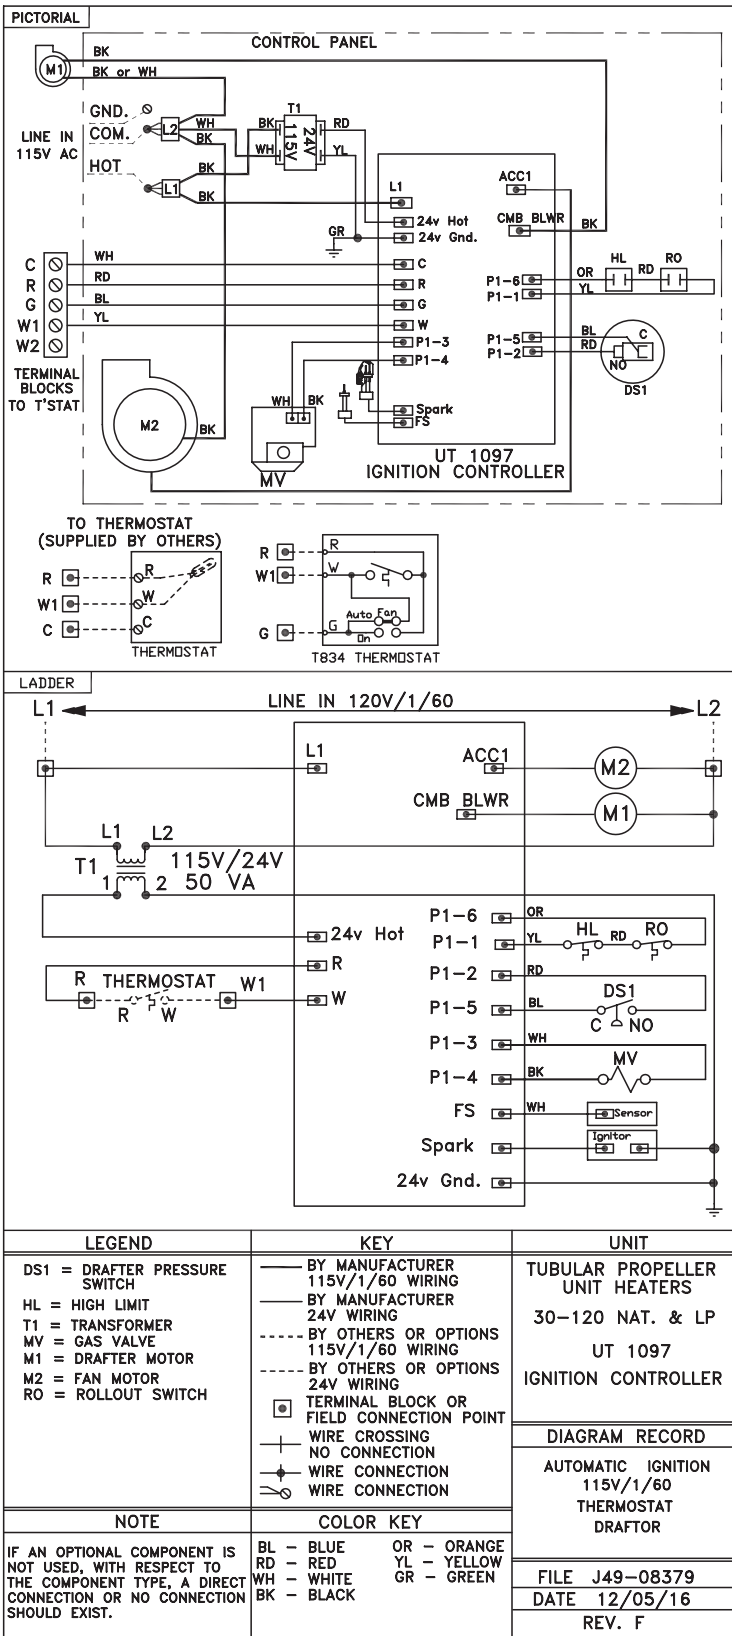 PICTORIAL
CONTROL PANEL
M1
BK
BK or WH
GND.
COM.
LINE IN
115V AC
HOT
L2
WH
BK
L1
BK
BK
BK
WH
T1
115V
24V
RD
YL
GR
L1
24v Hot
24v Gnd.
ACC1
CMB BLWR
BK
C
R
G
W1
W2
WH
RD
BL
YL
C
R
G
W
P1-3
P1-4
Spark
FS
P1-6
P1-1
P1-5
P1-2
OR
YL
HL
RD
RO
BL
RD
C
NO
DS1
TERMINAL
BLOCKS
TO T'STAT
M2
BK
WH
BK
MV
UT 1097
IGNITION CONTROLLER
TO THERMOSTAT
(SUPPLIED BY OTHERS)
R
W1
C
R
W
C
THERMOSTAT
R
W1
G
R
W
G
Auto
Fan
On
T834 THERMOSTAT
LADDER
L1
LINE IN 120V/1/60
L2
L1
ACC1
M2
CMB BLWR
M1
L1
L2
T1
115V/24V
1
2
50 VA
24v Hot
R
W
R
THERMOSTAT
W1
R
W
P1-6
OR
P1-1
YL
HL
RD
RO
P1-2
RD
P1-5
BL
DS1
C
NO
P1-3
WH
P1-4
BK
MV
FS
WH
Sensor
Spark
Ignitor
24v Gnd.
LEGEND
DS1 = DRAFTER PRESSURE
SWITCH
HL = HIGH LIMIT
T1 = TRANSFORMER
MV = GAS VALVE
M1 = DRAFTER MOTOR
M2 = FAN MOTOR
RO = ROLLOUT SWITCH
KEY
BY MANUFACTURER
115V/1/60 WIRING
BY MANUFACTURER
24V WIRING
BY OTHERS OR OPTIONS
115V/1/60 WIRING
BY OTHERS OR OPTIONS
24V WIRING
TERMINAL BLOCK OR
FIELD CONNECTION POINT
WIRE CROSSING
NO CONNECTION
WIRE CONNECTION
WIRE CONNECTION
UNIT
TUBULAR PROPELLER
UNIT HEATERS
30-120 NAT. & LP
UT 1097
IGNITION CONTROLLER
DIAGRAM RECORD
AUTOMATIC IGNITION
115V/1/60
THERMOSTAT
DRAFTOR
NOTE
IF AN OPTIONAL COMPONENT IS
NOT USED, WITH RESPECT TO
THE COMPONENT TYPE, A DIRECT
CONNECTION OR NO CONNECTION
SHOULD EXIST.
COLOR KEY
BL - BLUE
RD - RED
WH - WHITE
BK - BLACK
OR - ORANGE
YL - YELLOW
GR - GREEN
FILE J49-08379
DATE 12/05/16
REV. F